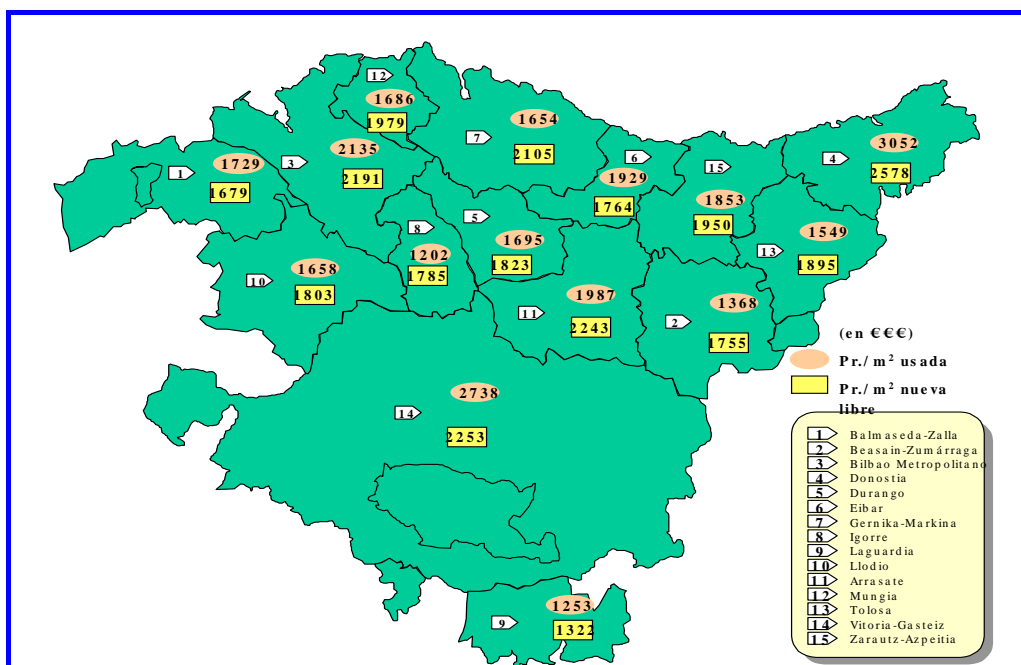 12
1686
1979
1654
7
2105
2135
3
2191
1729
1
1679
6
1929
1764
15
1853
1950
3052
4
2578
5
1695
1823
8
1202
1785
1549
13
1895
1658
10
1803
1987
11
2243
1368
2
1755
2738
14
2253
1253
9
1322
(en €€€)
Pr./m² usada
Pr./m² nueva
libre
1 Balmaseda-Zalla
2 Beasain-Zumárraga
3 Bilbao Metropolitano
4 Donostia
5 Durango
6 Eibar
7 Gernika-Markina
8 Igorre
9 Laguardia
10 Llodio
11 Arrasate
12 Mungia
13 Tolosa
14 Vitoria-Gasteiz
15 Zarautz-Azpeitia